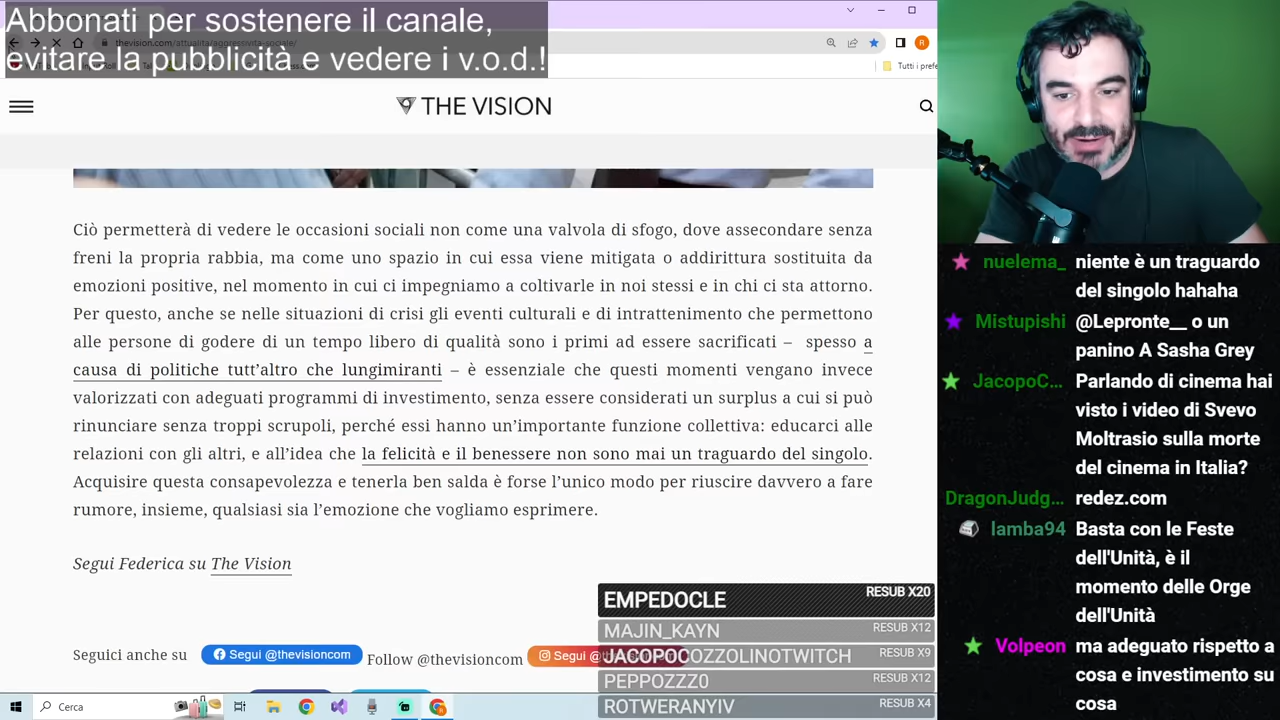 Abbonati per sostenere il canale,
evitare la pubblicità e vedere i v.o.d.!
thevision.com/attualita/aggressivita-sociale/
Tutti i prefe
THE VISION
Ciò permetterà di vedere le occasioni sociali non come una valvola di sfogo, dove assecondare senza
freni la propria rabbia, ma come uno spazio in cui essa viene mitigata o addirittura sostituita da
emozioni positive, nel momento in cui ci impegniamo a coltivarle in noi stessi e in chi ci sta attorno.
Per questo, anche se nelle situazioni di crisi gli eventi culturali e di intrattenimento che permettono
alle persone di godere di un tempo libero di qualità sono i primi ad essere sacrificati – spesso a
causa di politiche tutt’altro che lungimiranti – è essenziale che questi momenti vengano invece
valorizzati con adeguati programmi di investimento, senza essere considerati un surplus a cui si può
rinunciare senza troppi scrupoli, perché essi hanno un’importante funzione collettiva: educarci alle
relazioni con gli altri, e all’idea che la felicità e il benessere non sono mai un traguardo del singolo.
Acquisire questa consapevolezza e tenerla ben salda è forse l’unico modo per riuscire davvero a fare
rumore, insieme, qualsiasi sia l’emozione che vogliamo esprimere.
Segui Federica su The Vision
Seguici anche su
Segui @thevisioncom
Follow @thevisioncom
Segui @
EMPEDOCLE RESUB X20
MAJIN_KAYN RESUB X12
JACOPOCOZZOLINOTWITCH RESUB X9
PEPPOZZZ0 RESUB X12
ROTWERANYIV RESUB X4
Cerca
nuelema_ niente è un traguardo
del singolo hahaha
Mistupishi @Lepronte__ o un
panino A Sasha Grey
JacopoC... Parlando di cinema hai
visto i video di Svevo
Moltrasio sulla morte
del cinema in Italia?
DragonJudg... redez.com
lamba94 Basta con le Feste
dell'Unità, è il
momento delle Orge
dell'Unità
Volpeon ma adeguato rispetto a
cosa e investimento su
cosa